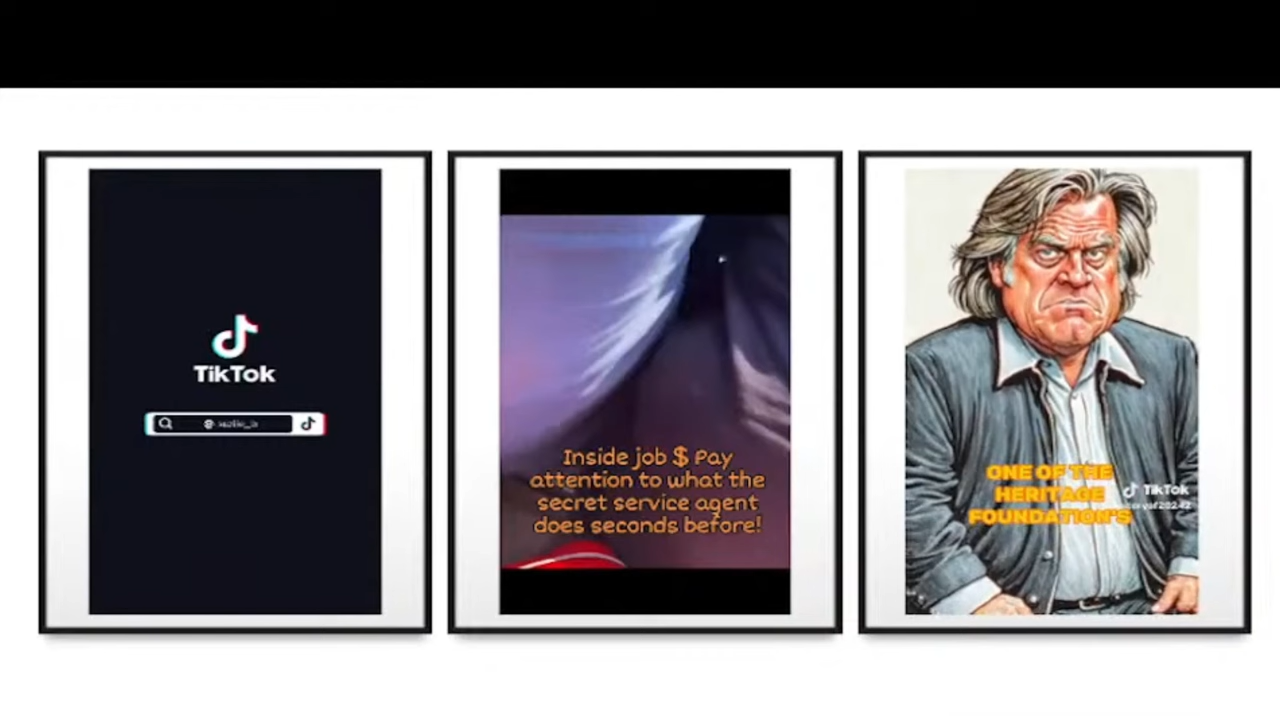 TikTok
Inside job $ Pay
attention to what the
secret service agent
does seconds before!
ONE OF THE
HERITAGE
FOUNDATION'S
TikTok